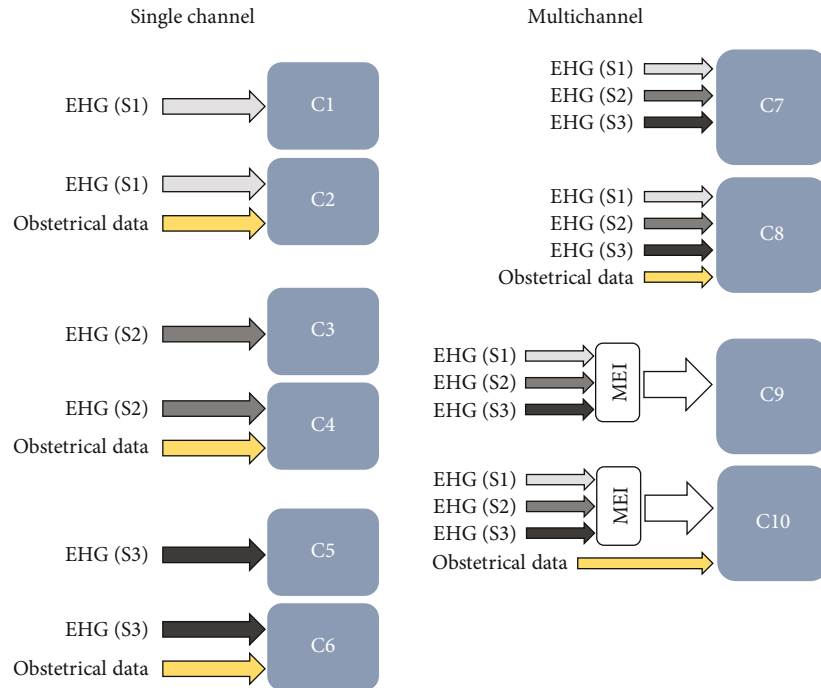 Single channel
EHG (S1)
C1
EHG (S1)
Obstetrical data
C2
EHG (S2)
C3
EHG (S2)
Obstetrical data
C4
EHG (S3)
C5
EHG (S3)
Obstetrical data
C6
Multichannel
EHG (S1)
EHG (S2)
EHG (S3)
C7
EHG (S1)
EHG (S2)
EHG (S3)
Obstetrical data
C8
EHG (S1)
EHG (S2)
EHG (S3)
MEI
C9
EHG (S1)
EHG (S2)
EHG (S3)
MEI
Obstetrical data
C10